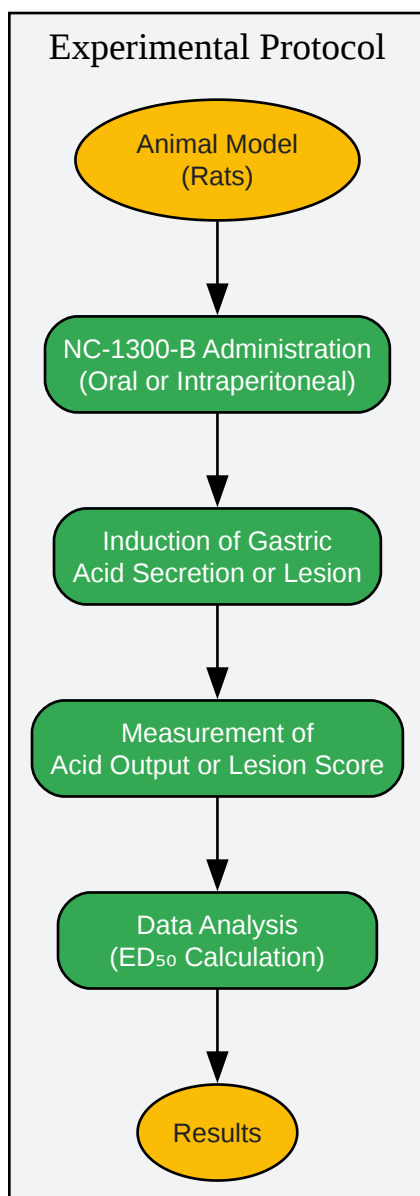 Experimental Protocol
Animal Model
(Rats)
NC-1300-B Administration
(Oral or Intraperitoneal)
Induction of Gastric
Acid Secretion or Lesion
Measurement of
Acid Output or Lesion Score
Data Analysis
(ED₅₀ Calculation)
Results